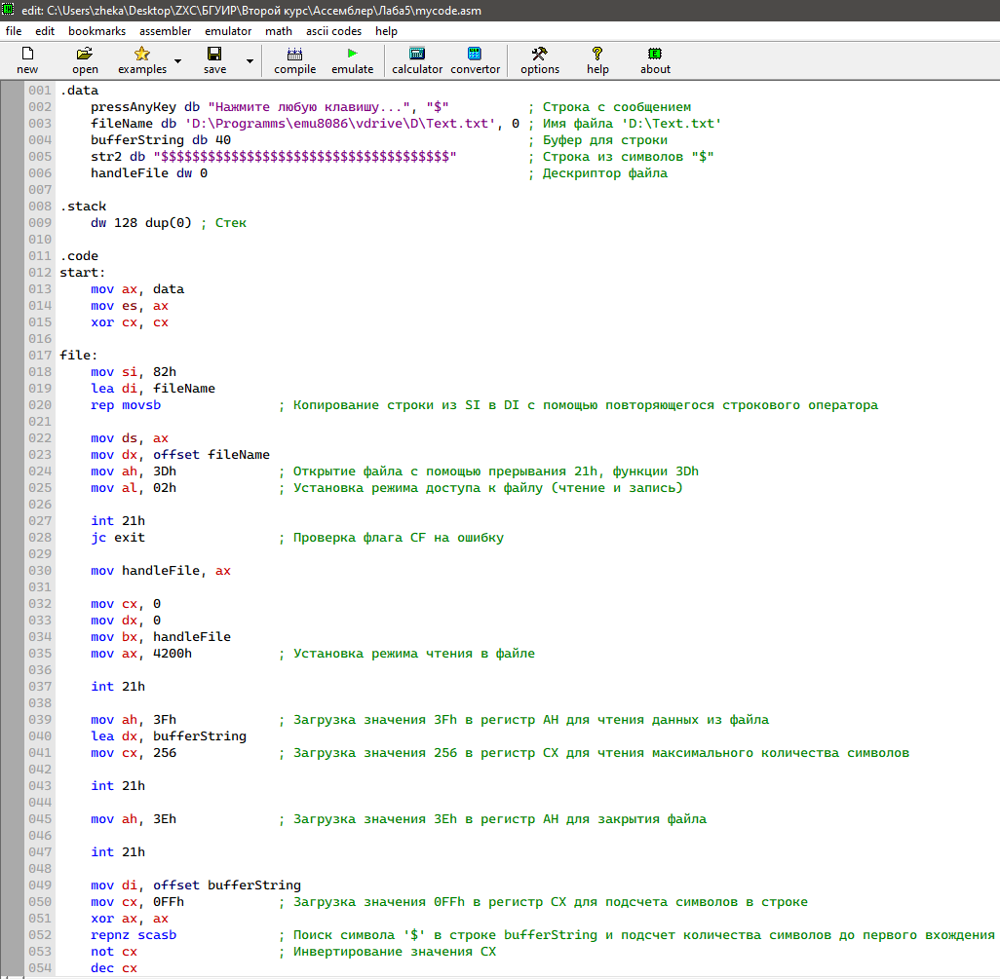 edit: C:\Users\zheka\Desktop\ZXC\БГУИР\Второй курс\Ассемблер\Лаба5\mycode.asm
file edit bookmarks assembler emulator math ascii codes help
new open examples save compile emulate calculator convertor options help about
001 .data
002 pressAnyKey db "Нажмите любую клавишу...", "$" ; Строка с сообщением
003 fileName db 'D:\Programms\emu8086\vdrive\D\Text.txt', 0 ; Имя файла 'D:\Text.txt'
004 bufferString db 40 ; Буфер для строки
005 str2 db "$$$$$$$$$$$$$$$$$$$$$$$$$$$$$$$$$$$$$" ; Строка из символов "$"
006 handleFile dw 0 ; Дескриптор файла
007
008 .stack
009 dw 128 dup(0) ; Стек
010
011 .code
012 start:
013 mov ax, data
014 mov es, ax
015 xor cx, cx
016
017 file:
018 mov si, 82h
019 lea di, fileName
020 rep movsb ; Копирование строки из SI в DI с помощью повторяющегося строкового оператора
021
022 mov ds, ax
023 mov dx, offset fileName
024 mov ah, 3Dh ; Открытие файла с помощью прерывания 21h, функции 3Dh
025 mov al, 02h ; Установка режима доступа к файлу (чтение и запись)
026
027 int 21h
028 jc exit ; Проверка флага CF на ошибку
029
030 mov handleFile, ax
031
032 mov cx, 0
033 mov dx, 0
034 mov bx, handleFile
035 mov ax, 4200h ; Установка режима чтения в файле
036
037 int 21h
038
039 mov ah, 3Fh ; Загрузка значения 3Fh в регистр AH для чтения данных из файла
040 lea dx, bufferString
041 mov cx, 256 ; Загрузка значения 256 в регистр CX для чтения максимального количества символов
042
043 int 21h
044
045 mov ah, 3Eh ; Загрузка значения 3Eh в регистр AH для закрытия файла
046
047 int 21h
048
049 mov di, offset bufferString
050 mov cx, 0FFh ; Загрузка значения 0FFh в регистр CX для подсчета символов в строке
051 xor ax, ax
052 repnz scasb ; Поиск символа '$' в строке bufferString и подсчет количества символов до первого вхождения
053 not cx ; Инвертирование значения CX
054 dec cx